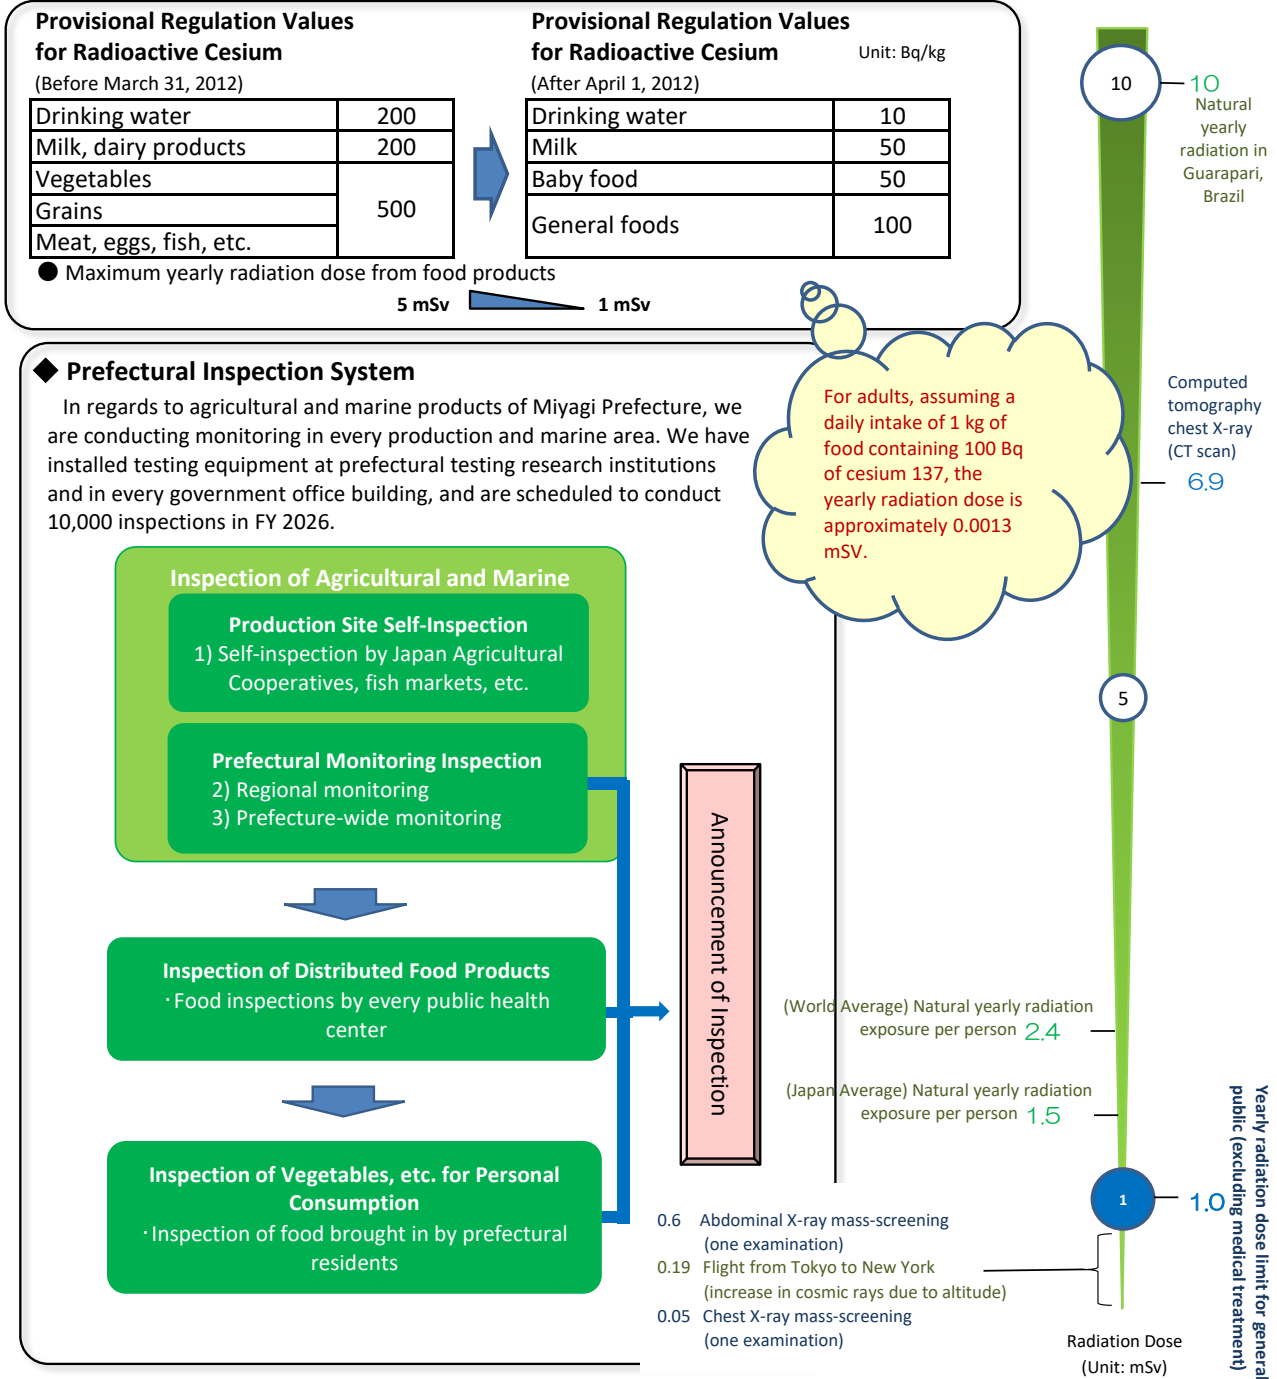 Provisional Regulation Values
for Radioactive Cesium
(Before March 31, 2012)
Drinking water 200
Milk, dairy products 200
Vegetables
Grains
500
Meat, eggs, fish, etc.
Provisional Regulation Values
for Radioactive Cesium Unit: Bq/kg
(After April 1, 2012)
Drinking water 10
Milk 50
Baby food 50
General foods 100
● Maximum yearly radiation dose from food products
5 mSv 1 mSv
◆ Prefectural Inspection System
In regards to agricultural and marine products of Miyagi Prefecture, we
are conducting monitoring in every production and marine area. We have
installed testing equipment at prefectural testing research institutions
and in every government office building, and are scheduled to conduct
10,000 inspections in FY 2026.
For adults, assuming a
daily intake of 1 kg of
food containing 100 Bq
of cesium 137, the
yearly radiation dose is
approximately 0.0013
mSV.
Inspection of Agricultural and Marine
Production Site Self-Inspection
1) Self-inspection by Japan Agricultural
Cooperatives, fish markets, etc.
Prefectural Monitoring Inspection
2) Regional monitoring
3) Prefecture-wide monitoring
Inspection of Distributed Food Products
・Food inspections by every public health
center
Inspection of Vegetables, etc. for Personal
Consumption
・Inspection of food brought in by prefectural
residents
Announcement of Inspection
10
10
Natural
yearly
radiation in
Guarapari,
Brazil
Computed
tomography
chest X-ray
(CT scan)
6.9
5
(World Average) Natural yearly radiation
exposure per person 2.4
(Japan Average) Natural yearly radiation
exposure per person 1.5
1
1.0
Yearly radiation dose limit for general
public (excluding medical treatment)
0.6 Abdominal X-ray mass-screening
(one examination)
0.19 Flight from Tokyo to New York
(increase in cosmic rays due to altitude)
0.05 Chest X-ray mass-screening
(one examination)
Radiation Dose
(Unit: mSv)